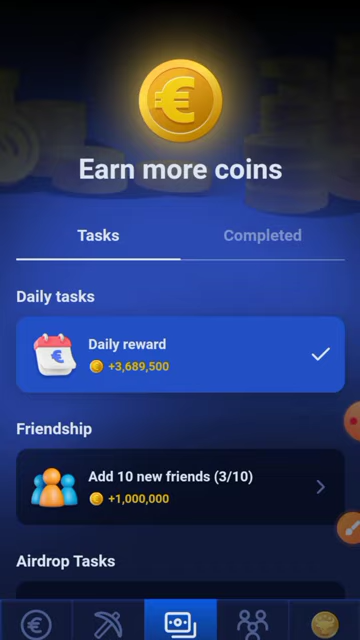 Earn more coins
Tasks
Completed
Daily tasks
Daily reward
+3,689,500
Friendship
Add 10 new friends (3/10)
+1,000,000
Airdrop Tasks